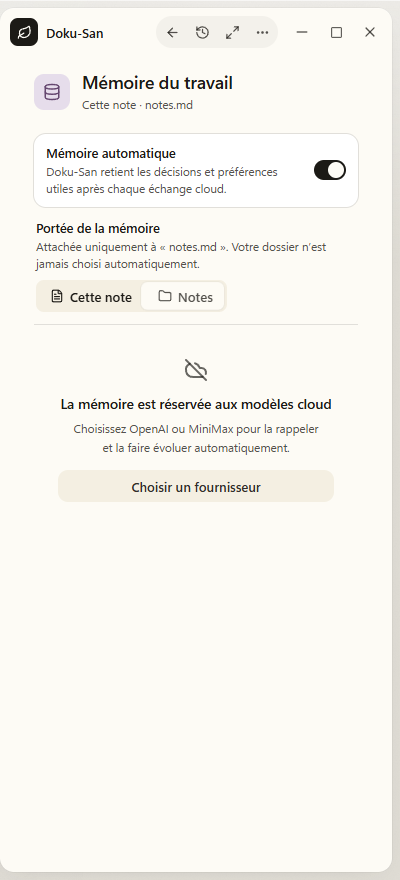 Doku-San
Mémoire du travail
Cette note · notes.md
Mémoire automatique
Doku-San retient les décisions et préférences
utiles après chaque échange cloud.
Portée de la mémoire
Attachée uniquement à « notes.md ». Votre dossier n’est
jamais choisi automatiquement.
Cette note
Notes
La mémoire est réservée aux modèles cloud
Choisissez OpenAI ou MiniMax pour la rappeler
et la faire évoluer automatiquement.
Choisir un fournisseur